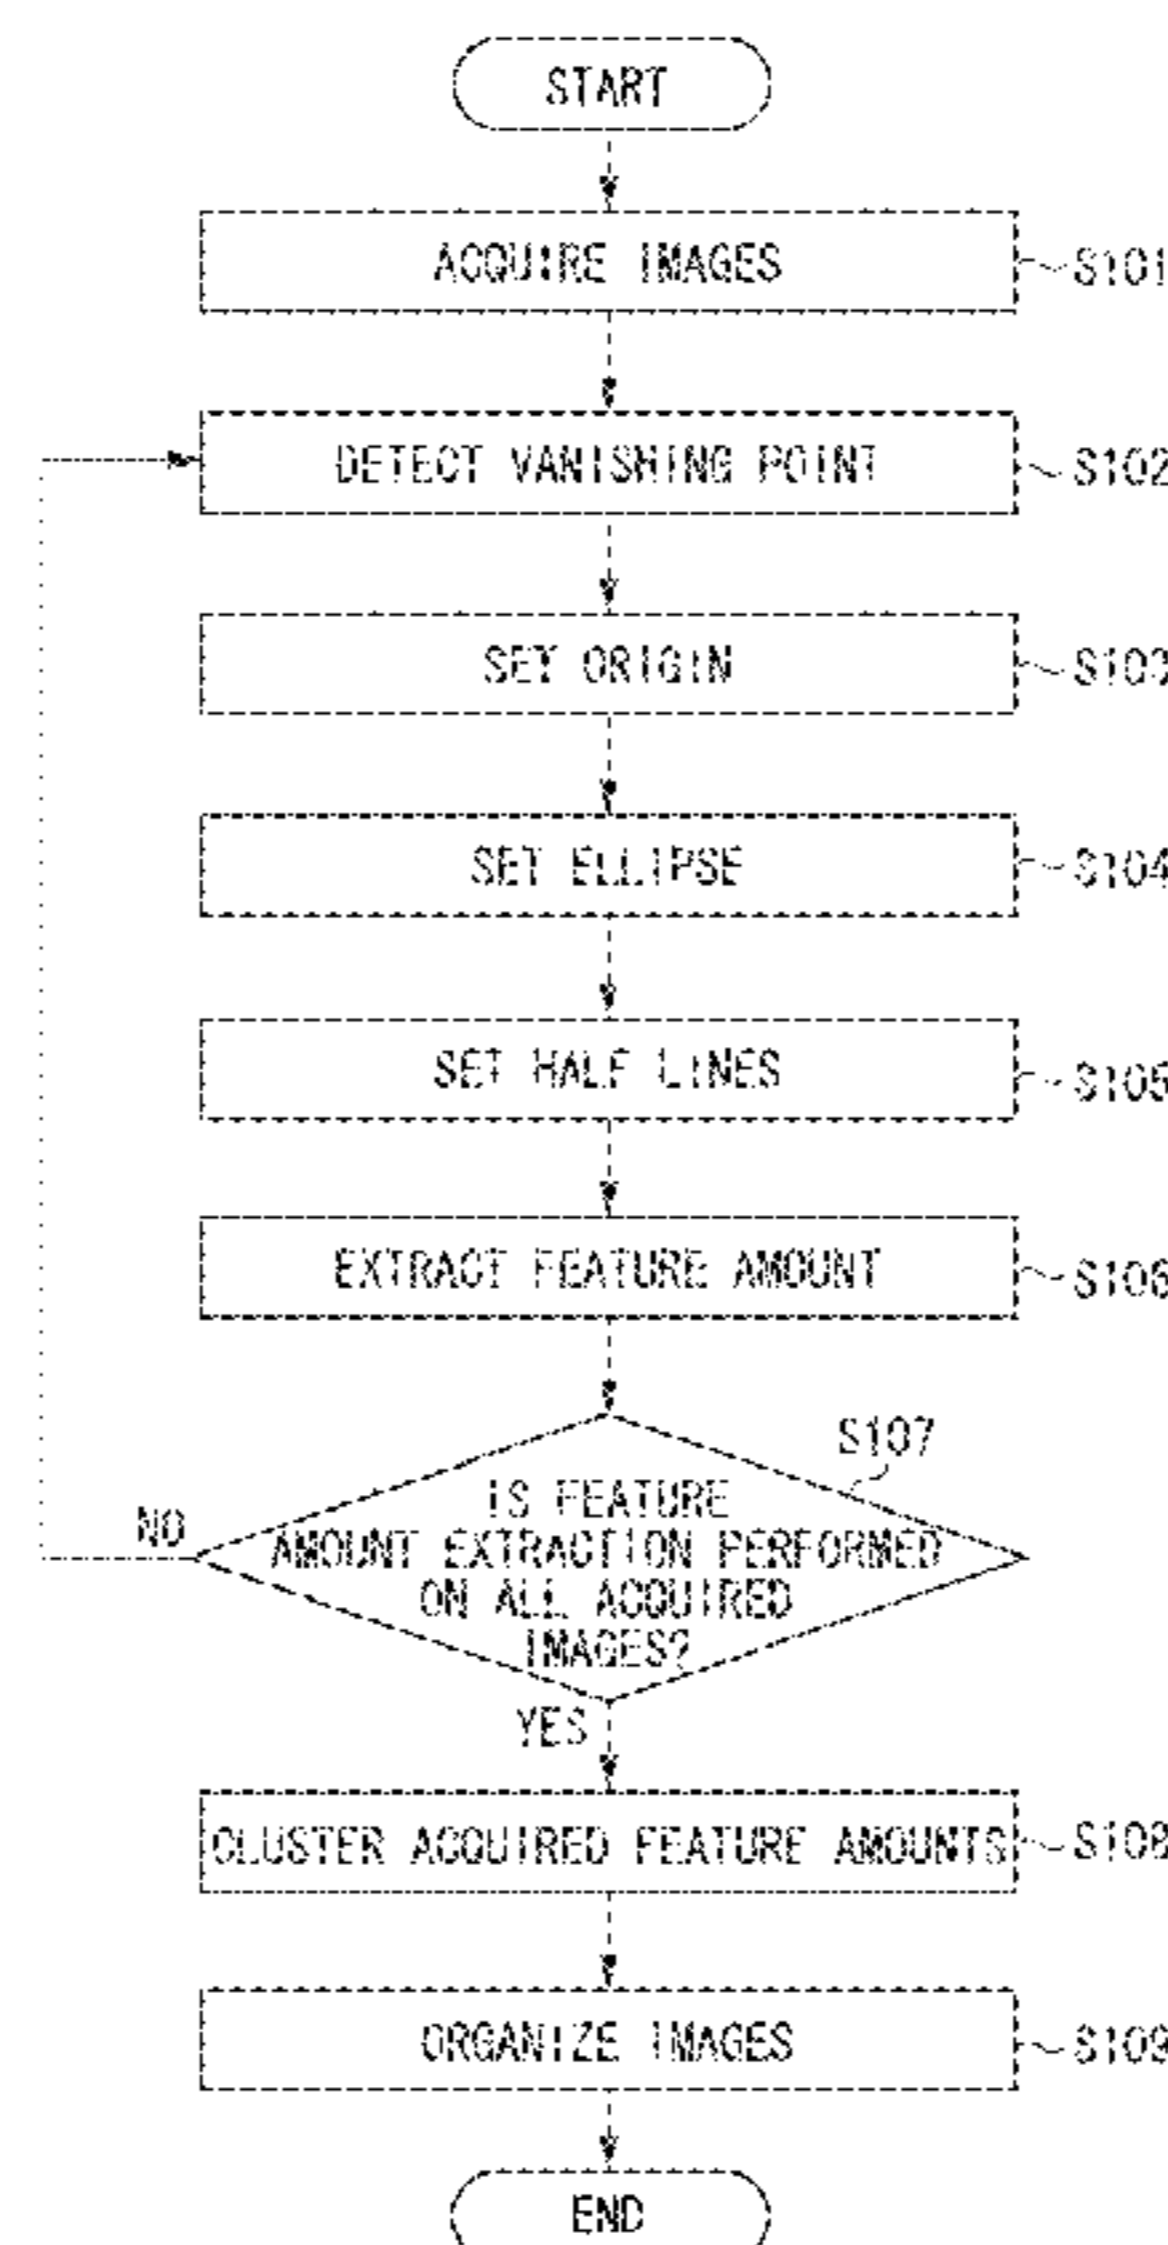 START
ACQUIRE IMAGES
S101
DETECT VANISHING POINT
S102
SET ORIGIN
S103
SET ELLIPSE
S104
SET HALF LINES
S105
EXTRACT FEATURE AMOUNT
S106
S107
IS FEATURE
AMOUNT EXTRACTION PERFORMED
ON ALL ACQUIRED
IMAGES?
NO
YES
CLUSTER ACQUIRED FEATURE AMOUNTS
S108
ORGANIZE IMAGES
S109
END